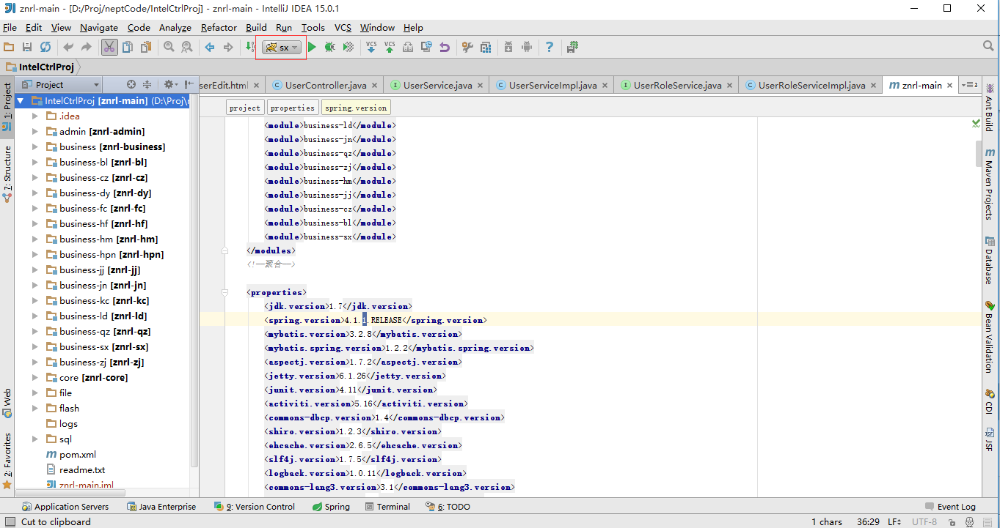 znrl-main - [D:/Proj/neptCode/IntelCtrlProj] - znrl-main - IntelliJ IDEA 15.0.1
File Edit View Navigate Code Analyze Refactor Build Run Tools VCS Window Help
sx VCS VCS ?
IntelCtrlProj
1: Project
7: Structure
Web
2: Favorites
Project
IntelCtrlProj [znrl-main] (D:\Proj\
.idea
admin [znrl-admin]
business [znrl-business]
business-bl [znrl-bl]
business-cz [znrl-cz]
business-dy [znrl-dy]
business-fc [znrl-fc]
business-hf [znrl-hf]
business-hm [znrl-hm]
business-hpn [znrl-hpn]
business-jj [znrl-jj]
business-jn [znrl-jn]
business-kc [znrl-kc]
business-ld [znrl-ld]
business-qz [znrl-qz]
business-sx [znrl-sx]
business-zj [znrl-zj]
core [znrl-core]
file
flash
logs
sql
pom.xml
readme.txt
znrl-main.iml
serEdit.html UserController.java UserService.java UserServiceImpl.java UserRoleService.java UserRoleServiceImpl.java znrl-main 3
project properties spring.version
<module>business-ld</module>
<module>business-jn</module>
<module>business-qz</module>
<module>business-zj</module>
<module>business-hm</module>
<module>business-jj</module>
<module>business-cz</module>
<module>business-bl</module>
<module>business-sx</module>
</modules>
<!--聚合-->
<properties>
<jdk.version>1.7</jdk.version>
<spring.version>4.1.1.RELEASE</spring.version>
<mybatis.version>3.2.8</mybatis.version>
<mybatis.spring.version>1.2.2</mybatis.spring.version>
<aspectj.version>1.7.2</aspectj.version>
<jetty.version>6.1.26</jetty.version>
<junit.version>4.11</junit.version>
<activiti.version>5.16</activiti.version>
<commons-dbcp.version>1.4</commons-dbcp.version>
<shiro.version>1.2.3</shiro.version>
<ehcache.version>2.6.5</ehcache.version>
<slf4j.version>1.7.5</slf4j.version>
<logback.version>1.0.11</logback.version>
<commons-lang3.version>3.1</commons-lang3.version>
Ant Build
Maven Projects
Database
Bean Validation
CDI
JSF
Application Servers Java Enterprise 9: Version Control Spring Terminal 6: TODO Event Log
Cut to clipboard 1 chars 36:29 LF UTF-8